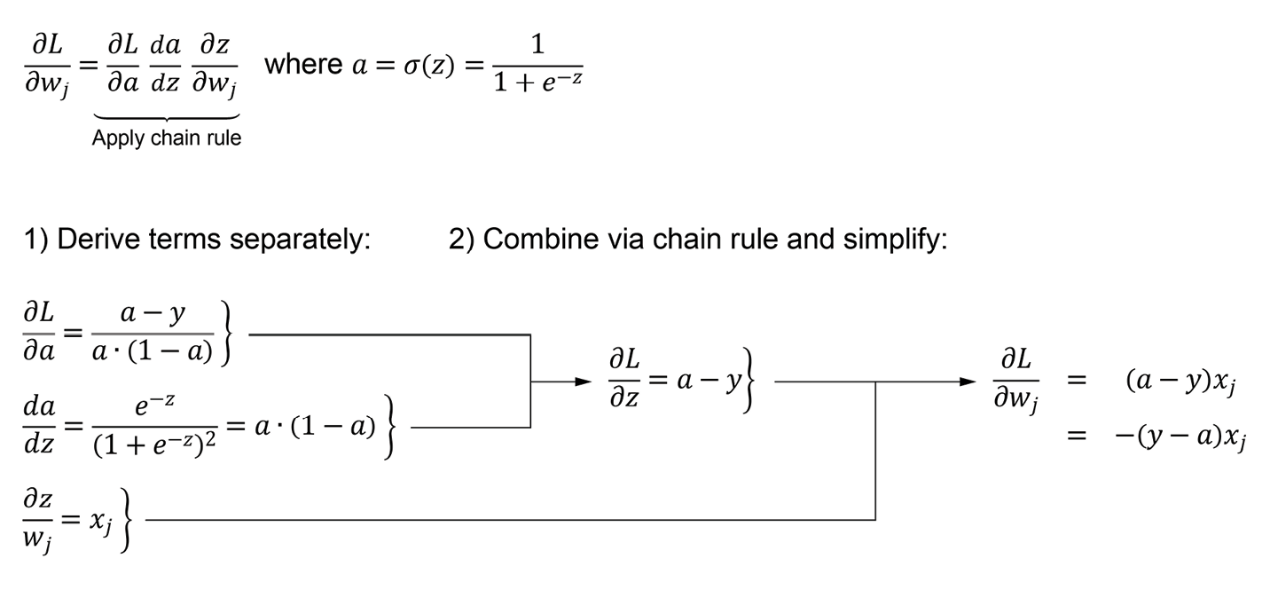 ∂L/∂w_j = ∂L/∂a da/dz ∂z/∂w_j where a = σ(z) = 1/(1 + e^{−z})
Apply chain rule
1) Derive terms separately: 2) Combine via chain rule and simplify:
∂L/∂a = (a − y)/(a · (1 − a)) }
da/dz = e^{−z}/(1 + e^{−z})^2 = a · (1 − a) }
∂z/w_j = x_j }
∂L/∂z = a − y }
∂L/∂w_j = (a − y)x_j
= −(y − a)x_j